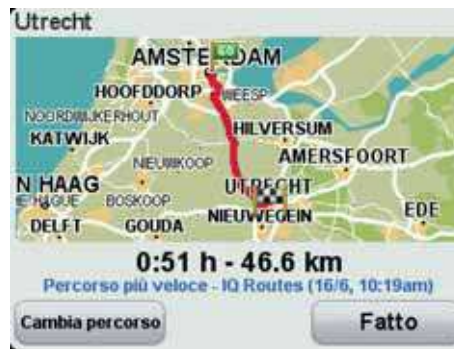 Utrecht
AMSTERDAM
HOOFDDORP
WEESP
NOORDWIJKERHOUT
HILVERSUM
KATWIJK
NIEUWKOOP
AMERSFOORT
N HAAG
UTRECHT
BOSKOOP
NIEUWEGEIN
EDE
DELFT
GOUDA
0:51 h - 46.6 km
Percorso più veloce - IQ Routes (16/6, 10:19am)
Cambia percorso
Fatto